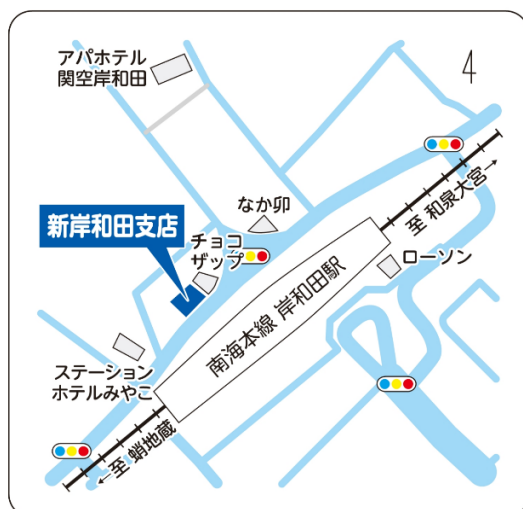 アパホテル
関空岸和田
4
なか卯
至 和泉大宮→
新岸和田支店
チョコ
ザップ
ローソン
南海本線 岸和田駅
ステーション
ホテルみやこ
←至 蛸地蔵